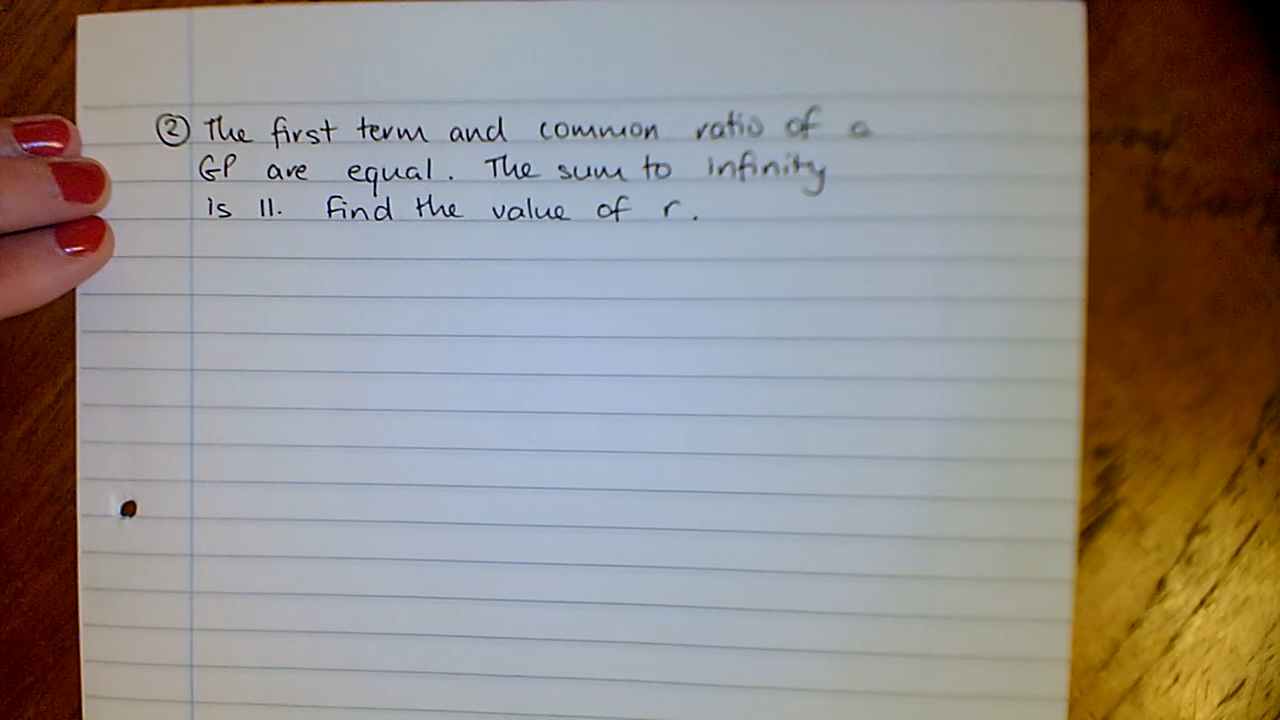 ② The first term and common ratio of a
GP are equal. The sum to infinity
is 11. Find the value of r.